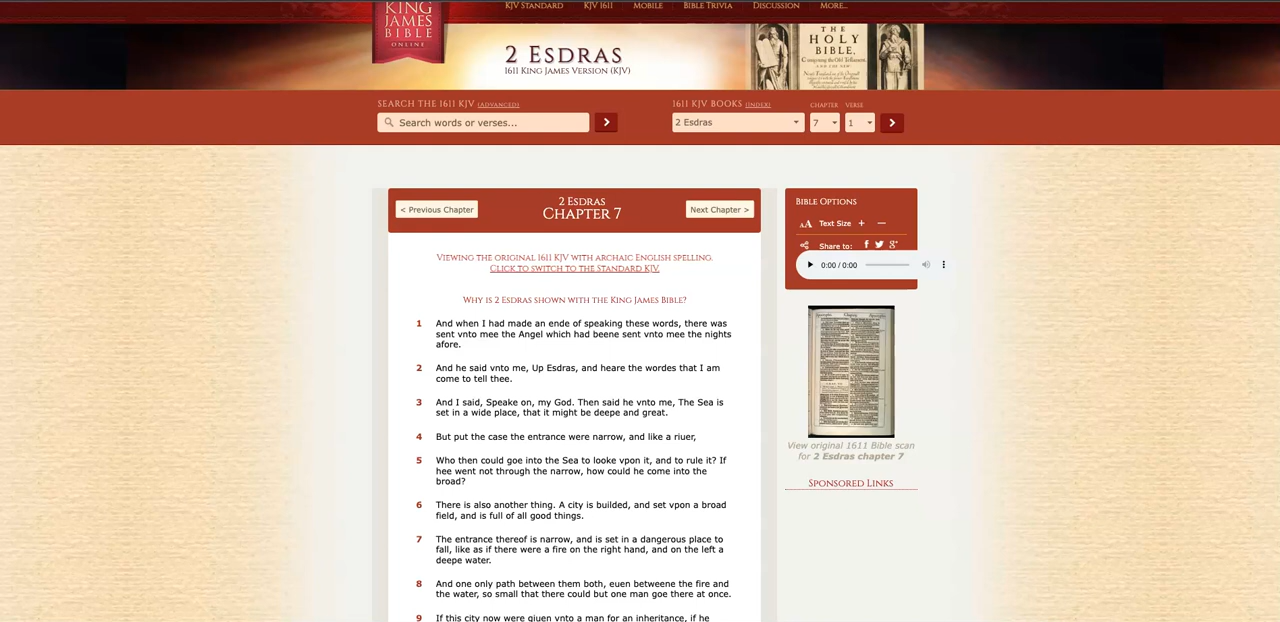 KJV STANDARD KJV 1611 MOBILE BIBLE TRIVIA DISCUSSION MORE...
KING
JAMES
BIBLE
ONLINE
2 ESDRAS
1611 KING JAMES VERSION (KJV)
THE
HOLY
BIBLE,
SEARCH THE 1611 KJV (ADVANCED)
Search words or verses...
1611 KJV BOOKS (INDEX) CHAPTER VERSE
2 Esdras 7 1
< Previous Chapter
2 ESDRAS
CHAPTER 7
Next Chapter >
VIEWING THE ORIGINAL 1611 KJV WITH ARCHAIC ENGLISH SPELLING.
CLICK TO SWITCH TO THE STANDARD KJV.
WHY IS 2 ESDRAS SHOWN WITH THE KING JAMES BIBLE?
1 And when I had made an ende of speaking these words, there was
sent vnto mee the Angel which had beene sent vnto mee the nights
afore.
2 And he said vnto me, Up Esdras, and heare the wordes that I am
come to tell thee.
3 And I said, Speake on, my God. Then said he vnto me, The Sea is
set in a wide place, that it might be deepe and great.
4 But put the case the entrance were narrow, and like a riuer,
5 Who then could goe into the Sea to looke vpon it, and to rule it? If
hee went not through the narrow, how could he come into the
broad?
6 There is also another thing. A city is builded, and set vpon a broad
field, and is full of all good things.
7 The entrance thereof is narrow, and is set in a dangerous place to
fall, like as if there were a fire on the right hand, and on the left a
deepe water.
8 And one only path between them both, euen betweene the fire and
the water, so small that there could but one man goe there at once.
9 If this city now were giuen vnto a man for an inheritance, if he
BIBLE OPTIONS
AA Text Size + −
Share to: f g+
0:00 / 0:00
View original 1611 Bible scan
for 2 Esdras chapter 7
SPONSORED LINKS